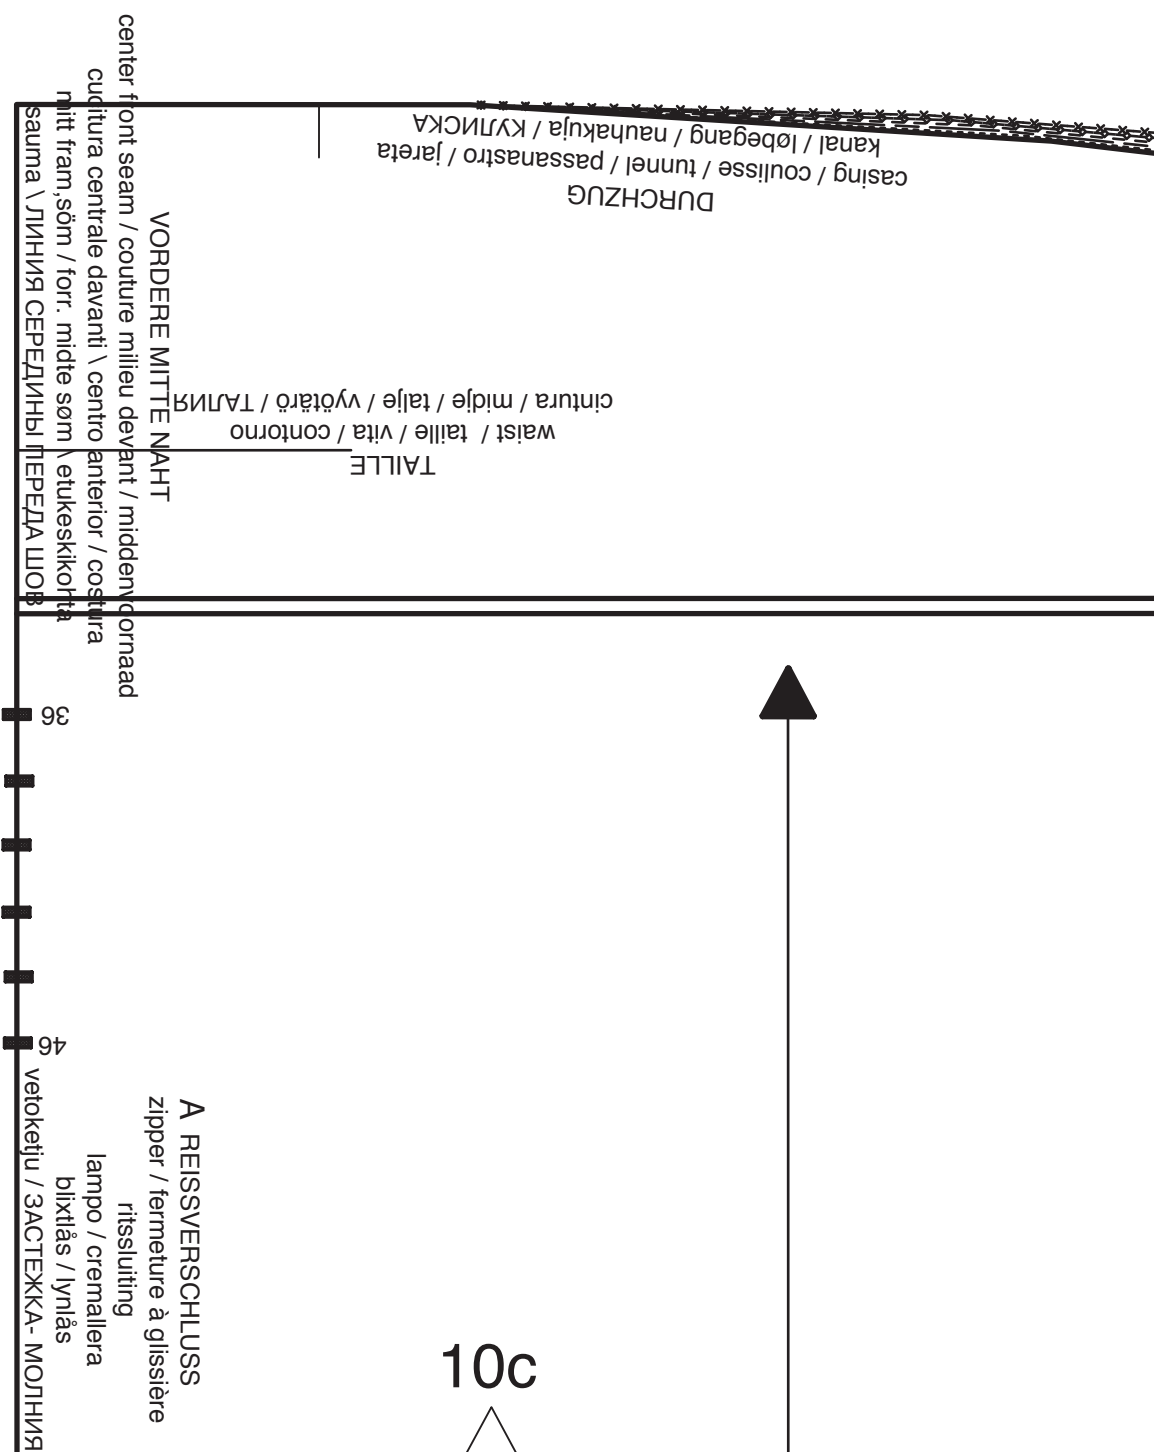 DURCHZUG
casing / coulisse / tunnel / passanastro / jareta
kanal / løbegang / nauhakuja / КУЛИСКА
VORDERE MITTE NAHT
center front seam / couture milieu devant / middenvoornaad
cucitura centrale davanti \ centro anterior / costura
mitt fram,söm / forr. midte søm \ etukeskikohta
sauma \ ЛИНИЯ СЕРЕДИНЫ ПЕРЕДА ШОВ
TAILLE
waist / taille / vita / contorno
cintura / midje / talje / vyötärö / ТАЛИЯ
36
46
A REISSVERSCHLUSS
zipper / fermeture à glissière
ritssluiting
lampo / cremallera
blixtlås / lynlås
vetoketju / ЗАСТЕЖКА- МОЛНИЯ
10c